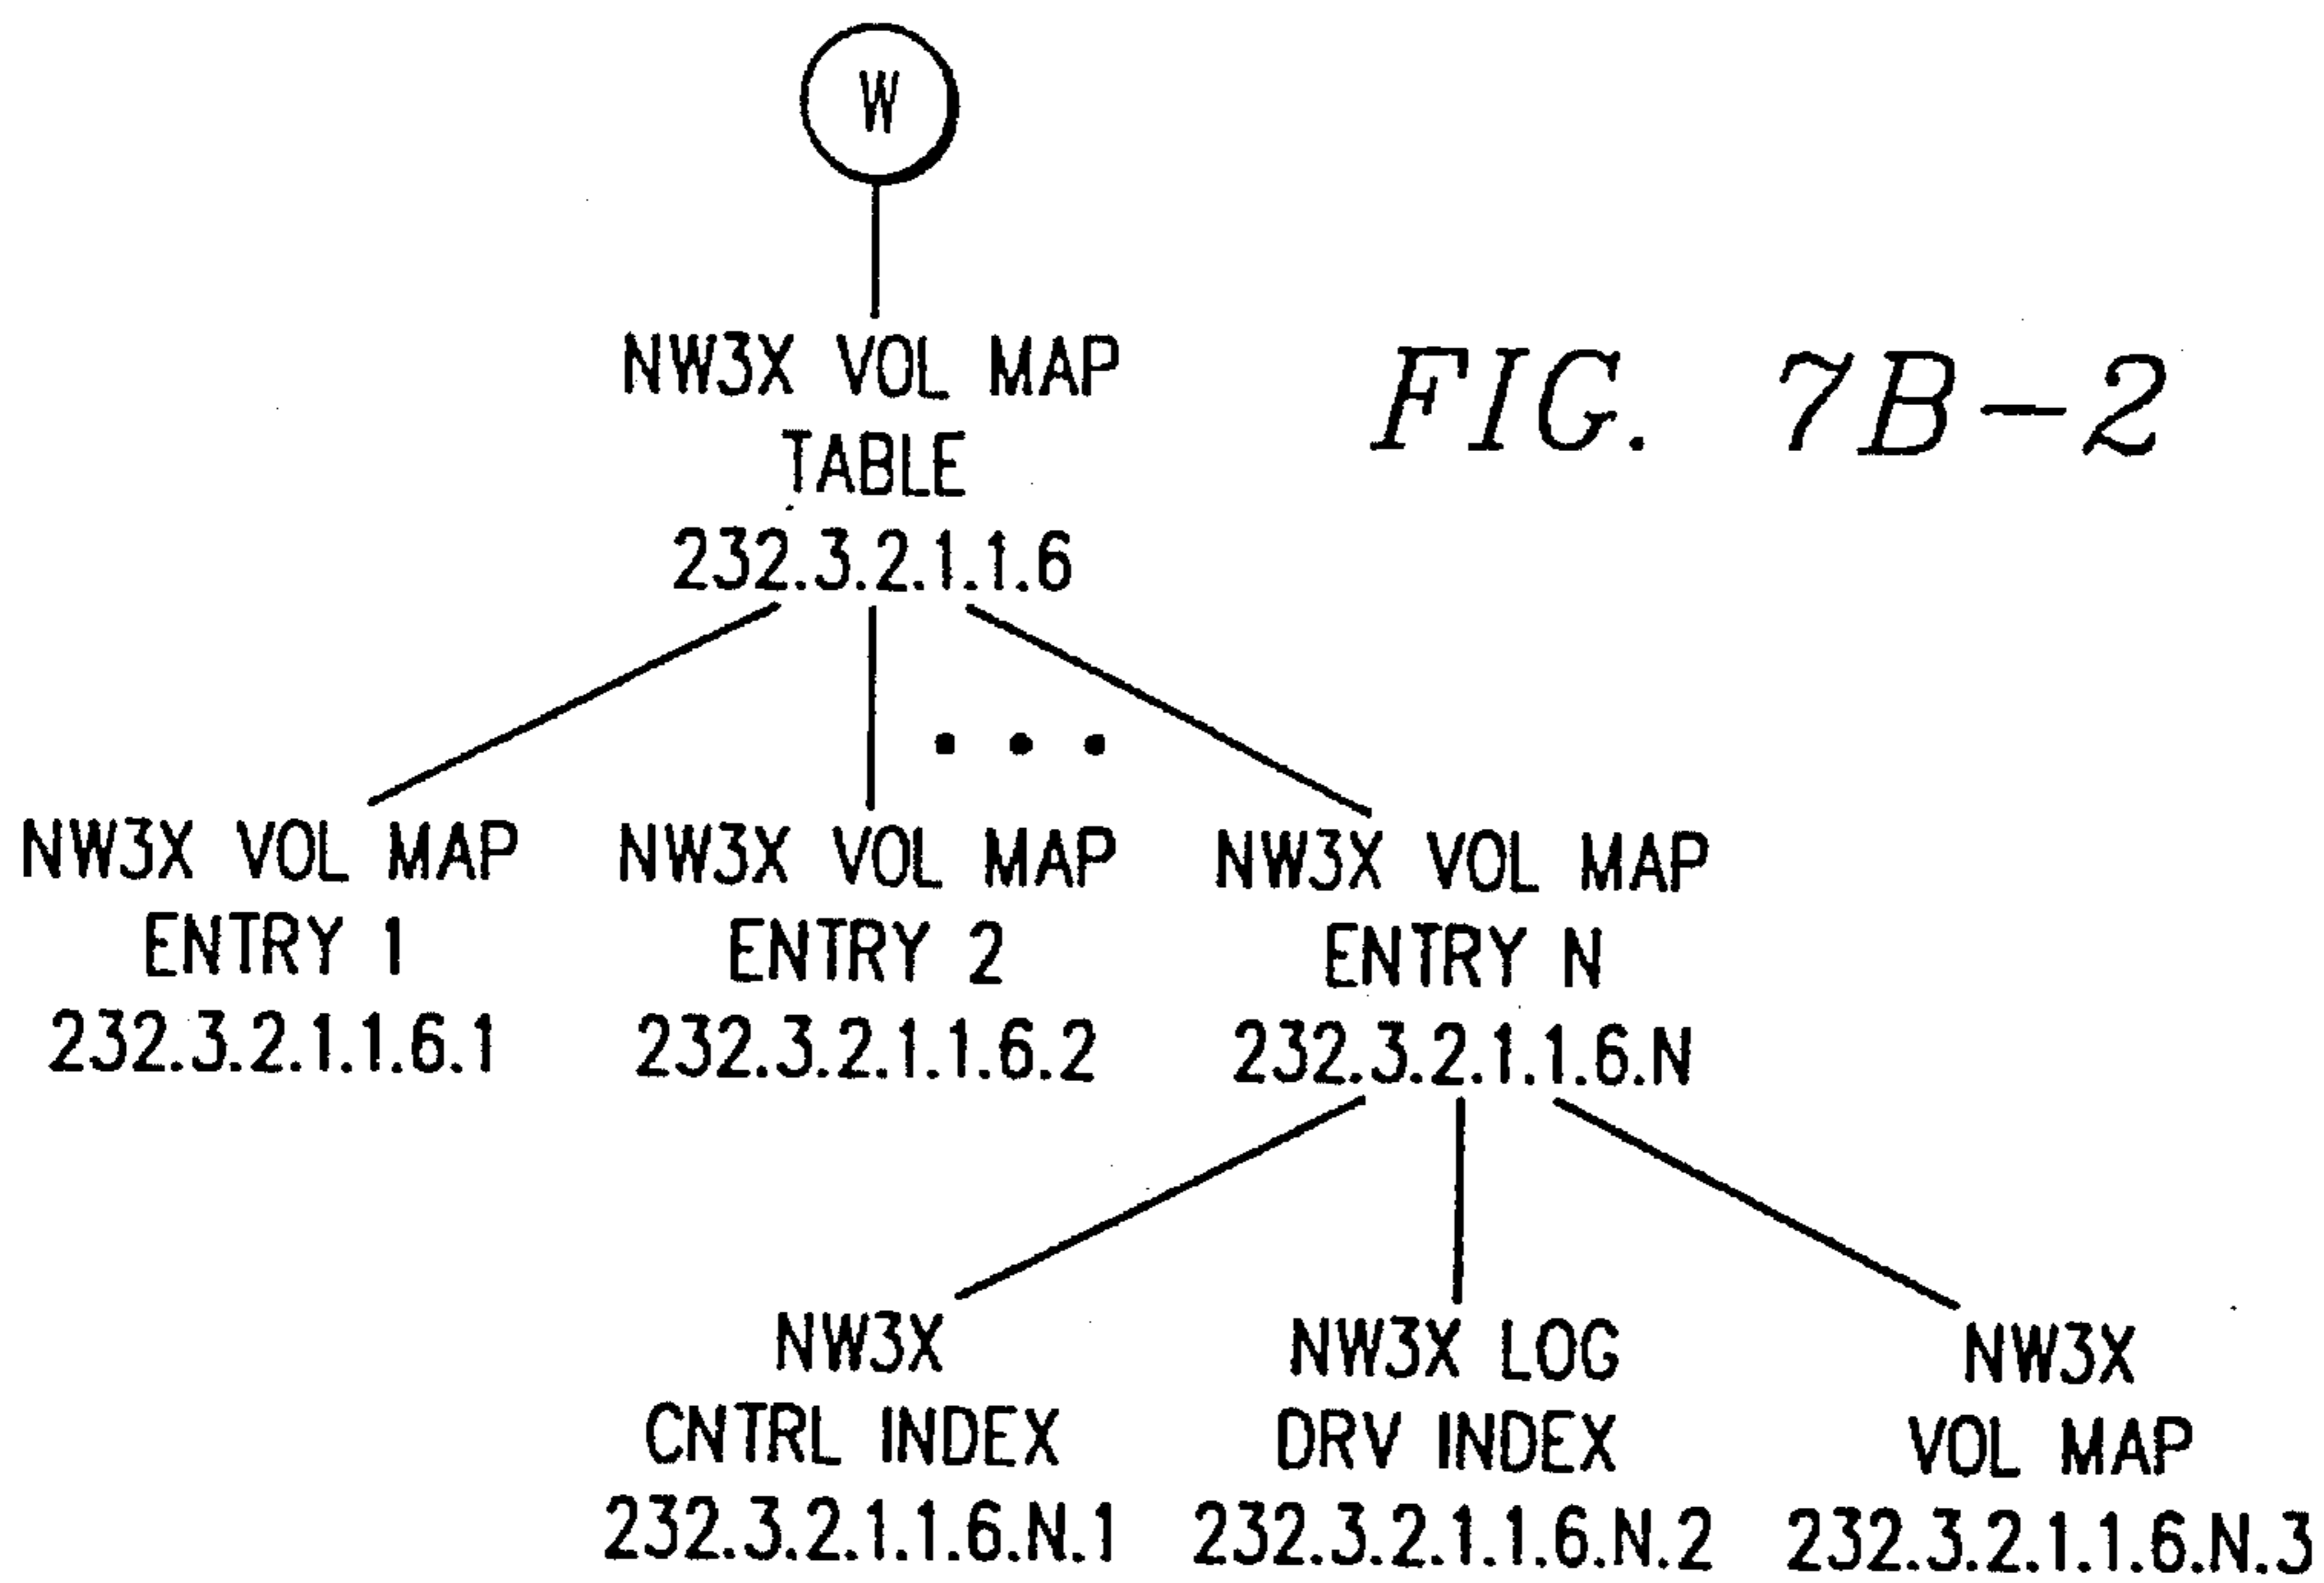 W
NW3X VOL MAP
TABLE
232.3.2.1.1.6
FIG. 7B-2
NW3X VOL MAP
ENTRY 1
232.3.2.1.1.6.1
NW3X VOL MAP
ENTRY 2
232.3.2.1.1.6.2
NW3X VOL MAP
ENTRY N
232.3.2.1.1.6.N
NW3X
CNTRL INDEX
232.3.2.1.1.6.N.1
NW3X LOG
DRV INDEX
232.3.2.1.1.6.N.2
NW3X
VOL MAP
232.3.2.1.1.6.N.3